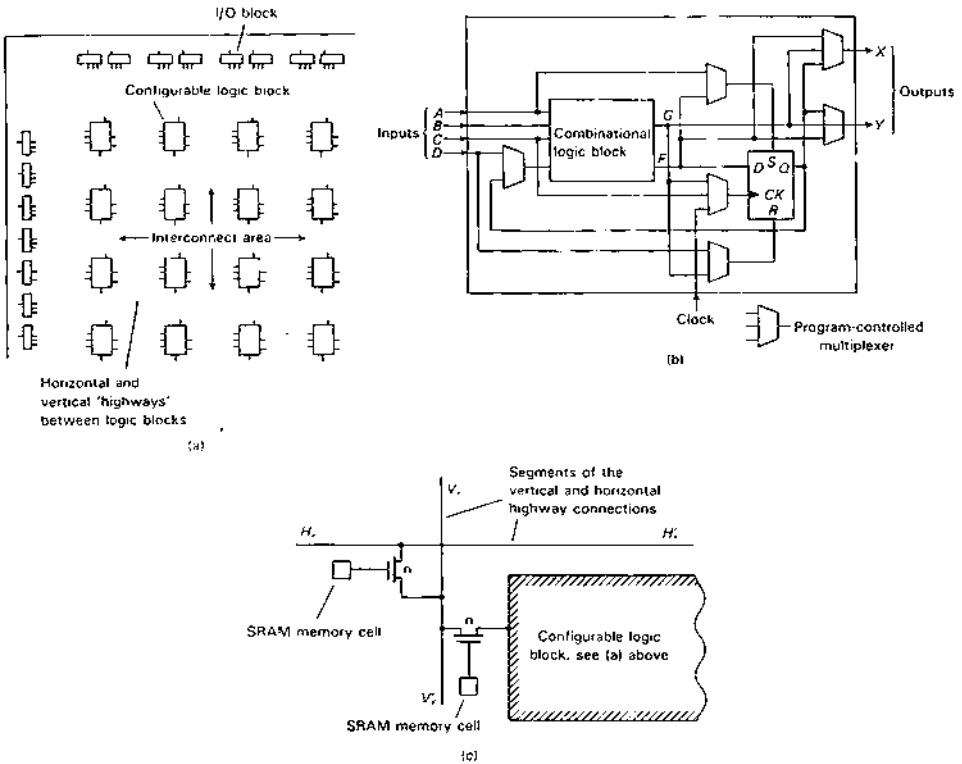 I/O block
Configurable logic block
Interconnect area
Horizontal and
vertical 'highways'
between logic blocks
(a)
Inputs
A
B
C
D
Combinational
logic block
G
F
D S Q
CK
R
X
Y
Outputs
Clock
Program-controlled
multiplexer
(b)
Segments of the
vertical and horizontal
highway connections
n
SRAM memory cell
n
SRAM memory cell
Configurable logic
block, see (a) above
(c)